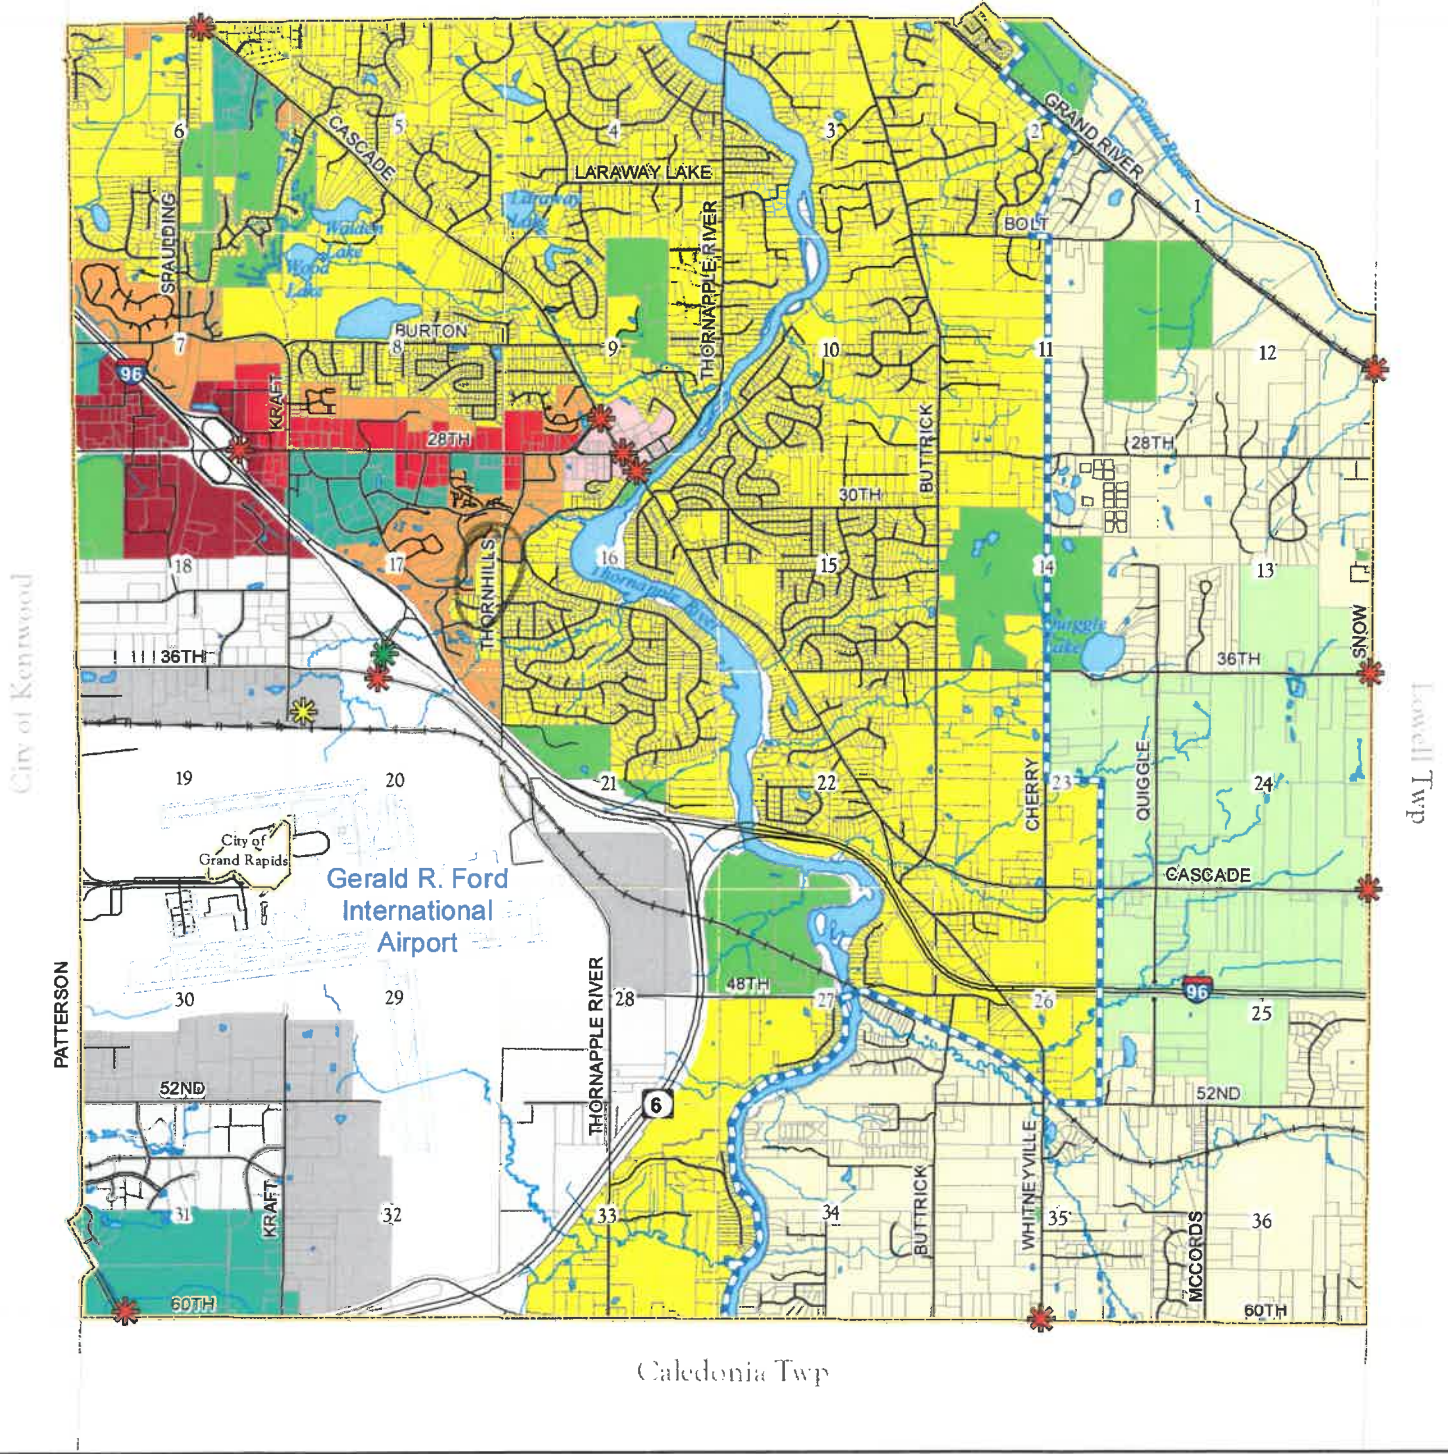 6
5
4
3
2
1
CASCADE
LARAWAY LAKE
GRAND RIVER
Grand River
SPAULDING
Walden
Lake
Laraway
Lake
THORNAPPLE RIVER
BOLT
Wood
Lake
BURTON
7
8
9
10
11
12
96
KRAFT
28TH
BUTTRICK
28TH
30TH
18
17
THORNHILLS
16
15
14
13
Thornapple River
Quiggle
Lake
36TH
36TH
SNOW
City of Kentwood
Lowell Twp
19
20
21
22
CHERRY
23
QUIGGLE
24
City of
Grand Rapids
Gerald R. Ford
International
Airport
CASCADE
PATTERSON
30
29
THORNAPPLE RIVER
28
48TH
27
26
96
25
52ND
6
52ND
31
KRAFT
32
33
34
BUTTRICK
WHITNEYVILLE
35
MCCORDS
36
60TH
60TH
Caledonia Twp